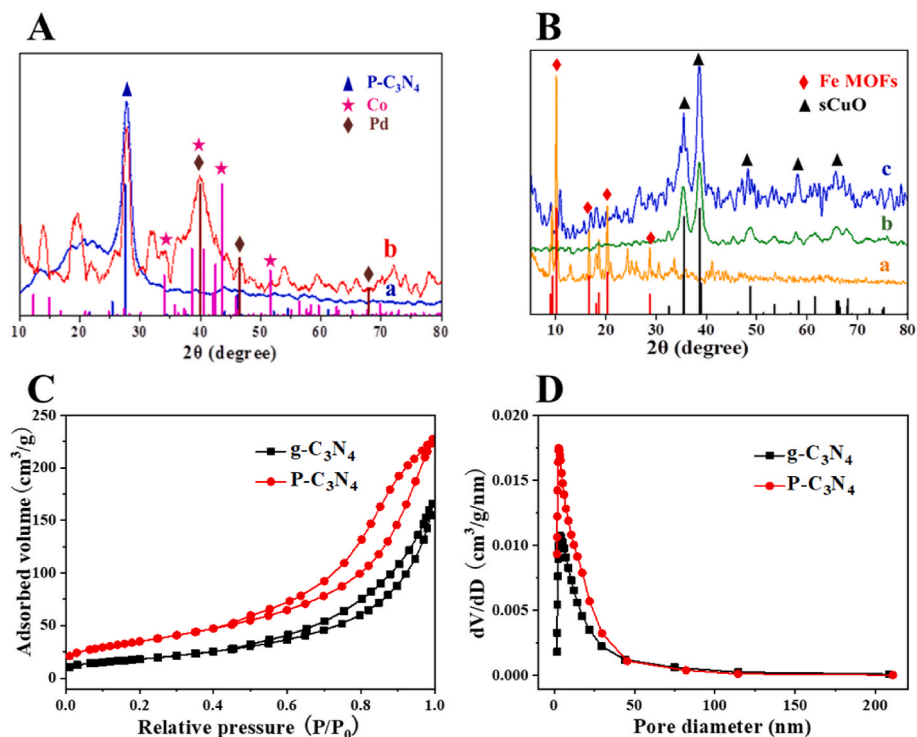 A
P-C₃N₄
Co
Pd
b
a
10 20 30 40 50 60 70 80
2θ (degree)
B
Fe MOFs
sCuO
c
b
a
10 20 30 40 50 60 70 80
2θ (degree)
C
250
200
150
100
50
0
g-C₃N₄
P-C₃N₄
Adsorbed volume (cm³/g)
0.0 0.2 0.4 0.6 0.8 1.0
Relative pressure (P/P₀)
D
0.020
0.015
0.010
0.005
0.000
g-C₃N₄
P-C₃N₄
dV/dD (cm³/g/nm)
0 50 100 150 200
Pore diameter (nm)